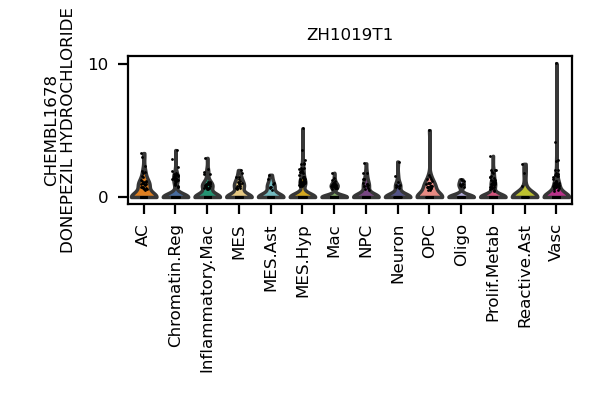 ZH1019T1
CHEMBL1678
DONEPEZIL HYDROCHLORIDE
10
0
AC
Chromatin.Reg
Inflammatory.Mac
MES
MES.Ast
MES.Hyp
Mac
NPC
Neuron
OPC
Oligo
Prolif.Metab
Reactive.Ast
Vasc